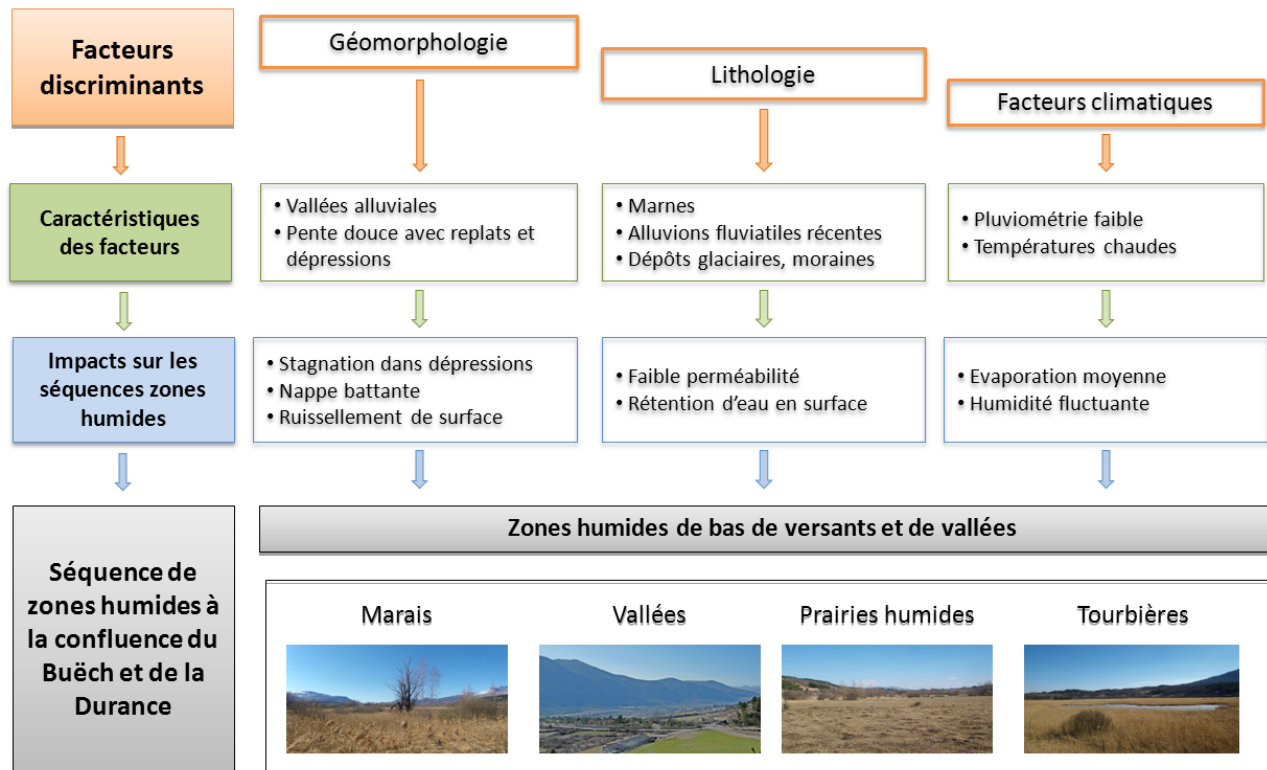 Facteurs
discriminants
Géomorphologie
Lithologie
Facteurs climatiques
Caractéristiques
des facteurs
• Vallées alluviales
• Pente douce avec replats et
dépressions
• Marnes
• Alluvions fluviatiles récentes
• Dépôts glaciaires, moraines
• Pluviométrie faible
• Températures chaudes
Impacts sur les
séquences zones
humides
• Stagnation dans dépressions
• Nappe battante
• Ruissellement de surface
• Faible perméabilité
• Rétention d'eau en surface
• Evaporation moyenne
• Humidité fluctuante
Séquence de
zones humides à
la confluence du
Buëch et de la
Durance
Zones humides de bas de versants et de vallées
Marais
Vallées
Prairies humides
Tourbières